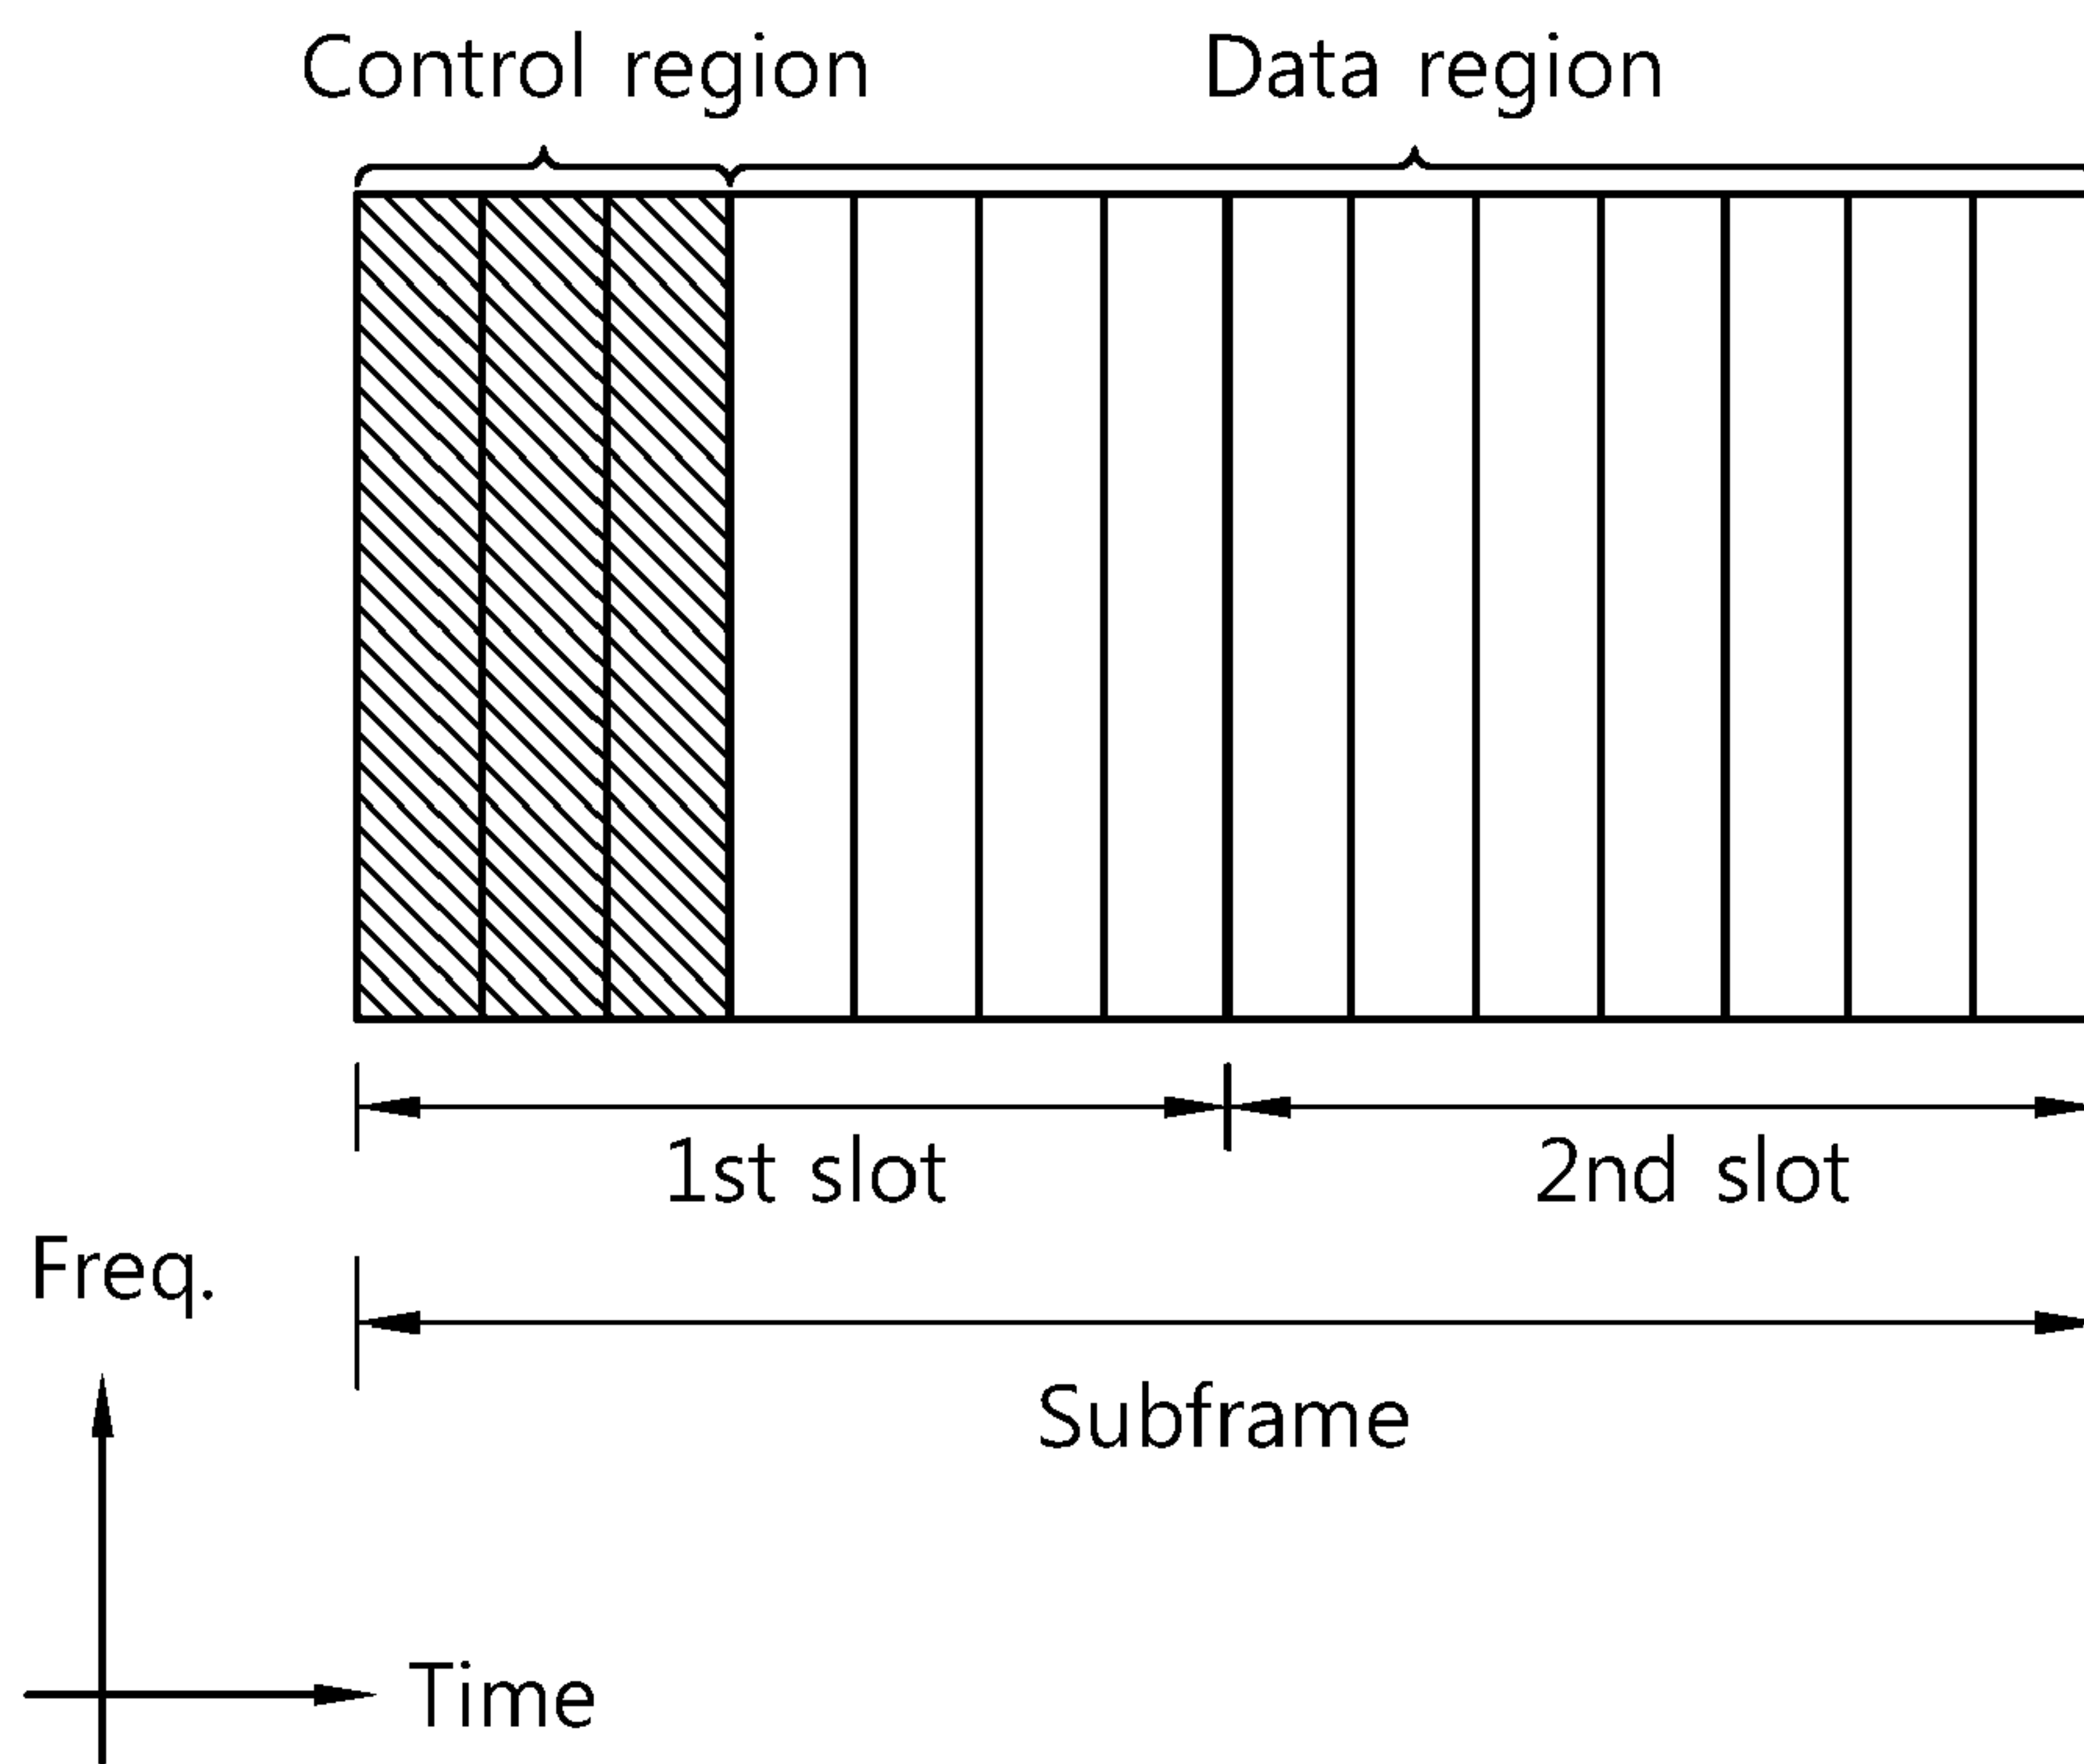 Control region
Data region
1st slot
2nd slot
Freq.
Subframe
Time